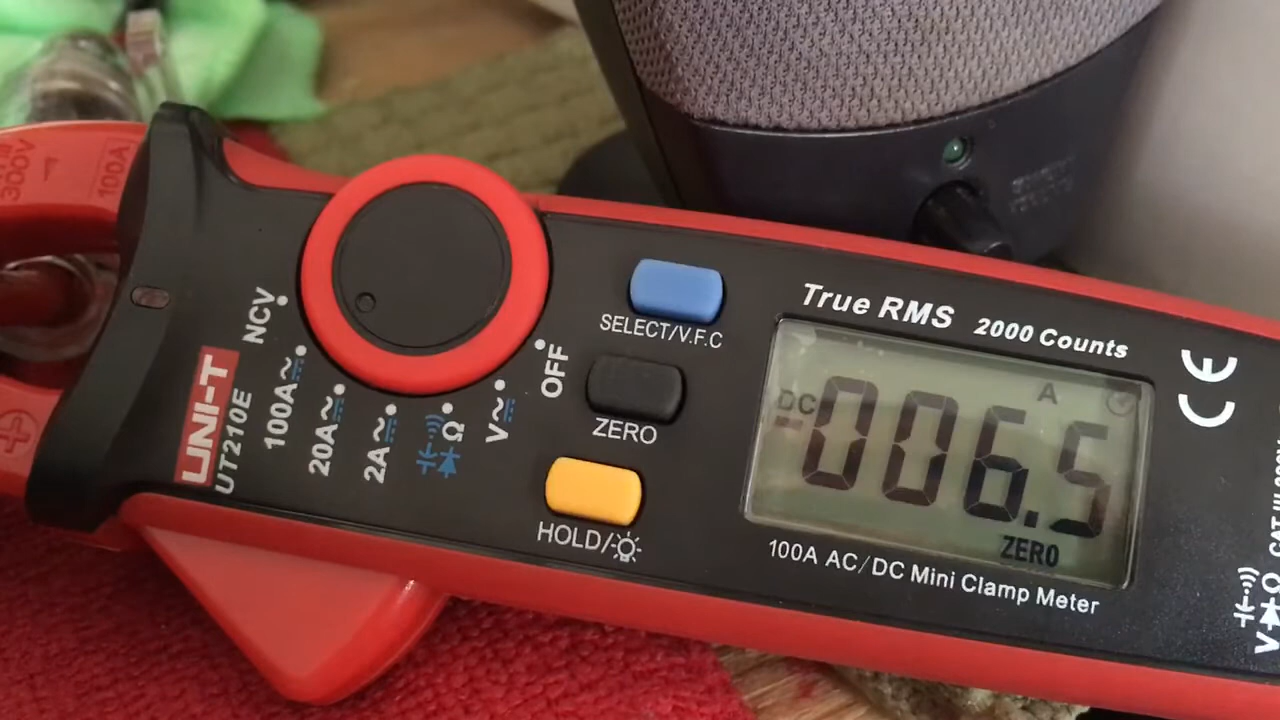 300V
100A
NCV
100A
20A
2A
Ω
V
OFF
UNI-T
UT210E
SELECT/V.F.C
ZERO
HOLD/
True RMS 2000 Counts
DC
A
006.5
ZERO
100A AC/DC Mini Clamp Meter
CE
V Ω